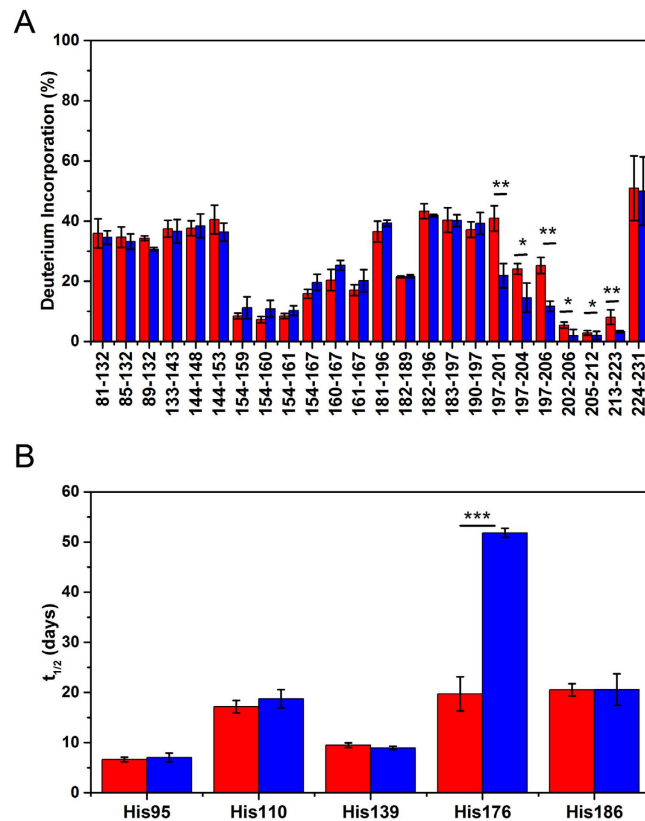 A
Deuterium Incorporation (%)
100
80
60
40
20
0
** * ** * * **
81-132 85-132 89-132 133-143 144-148 144-153 154-159 154-160 154-161 154-167 160-167 161-167 181-196 182-189 182-196 183-197 190-197 197-201 197-204 197-206 202-206 205-212 213-223 224-231
B
t1/2 (days)
60
50
40
30
20
10
0
***
His95 His110 His139 His176 His186